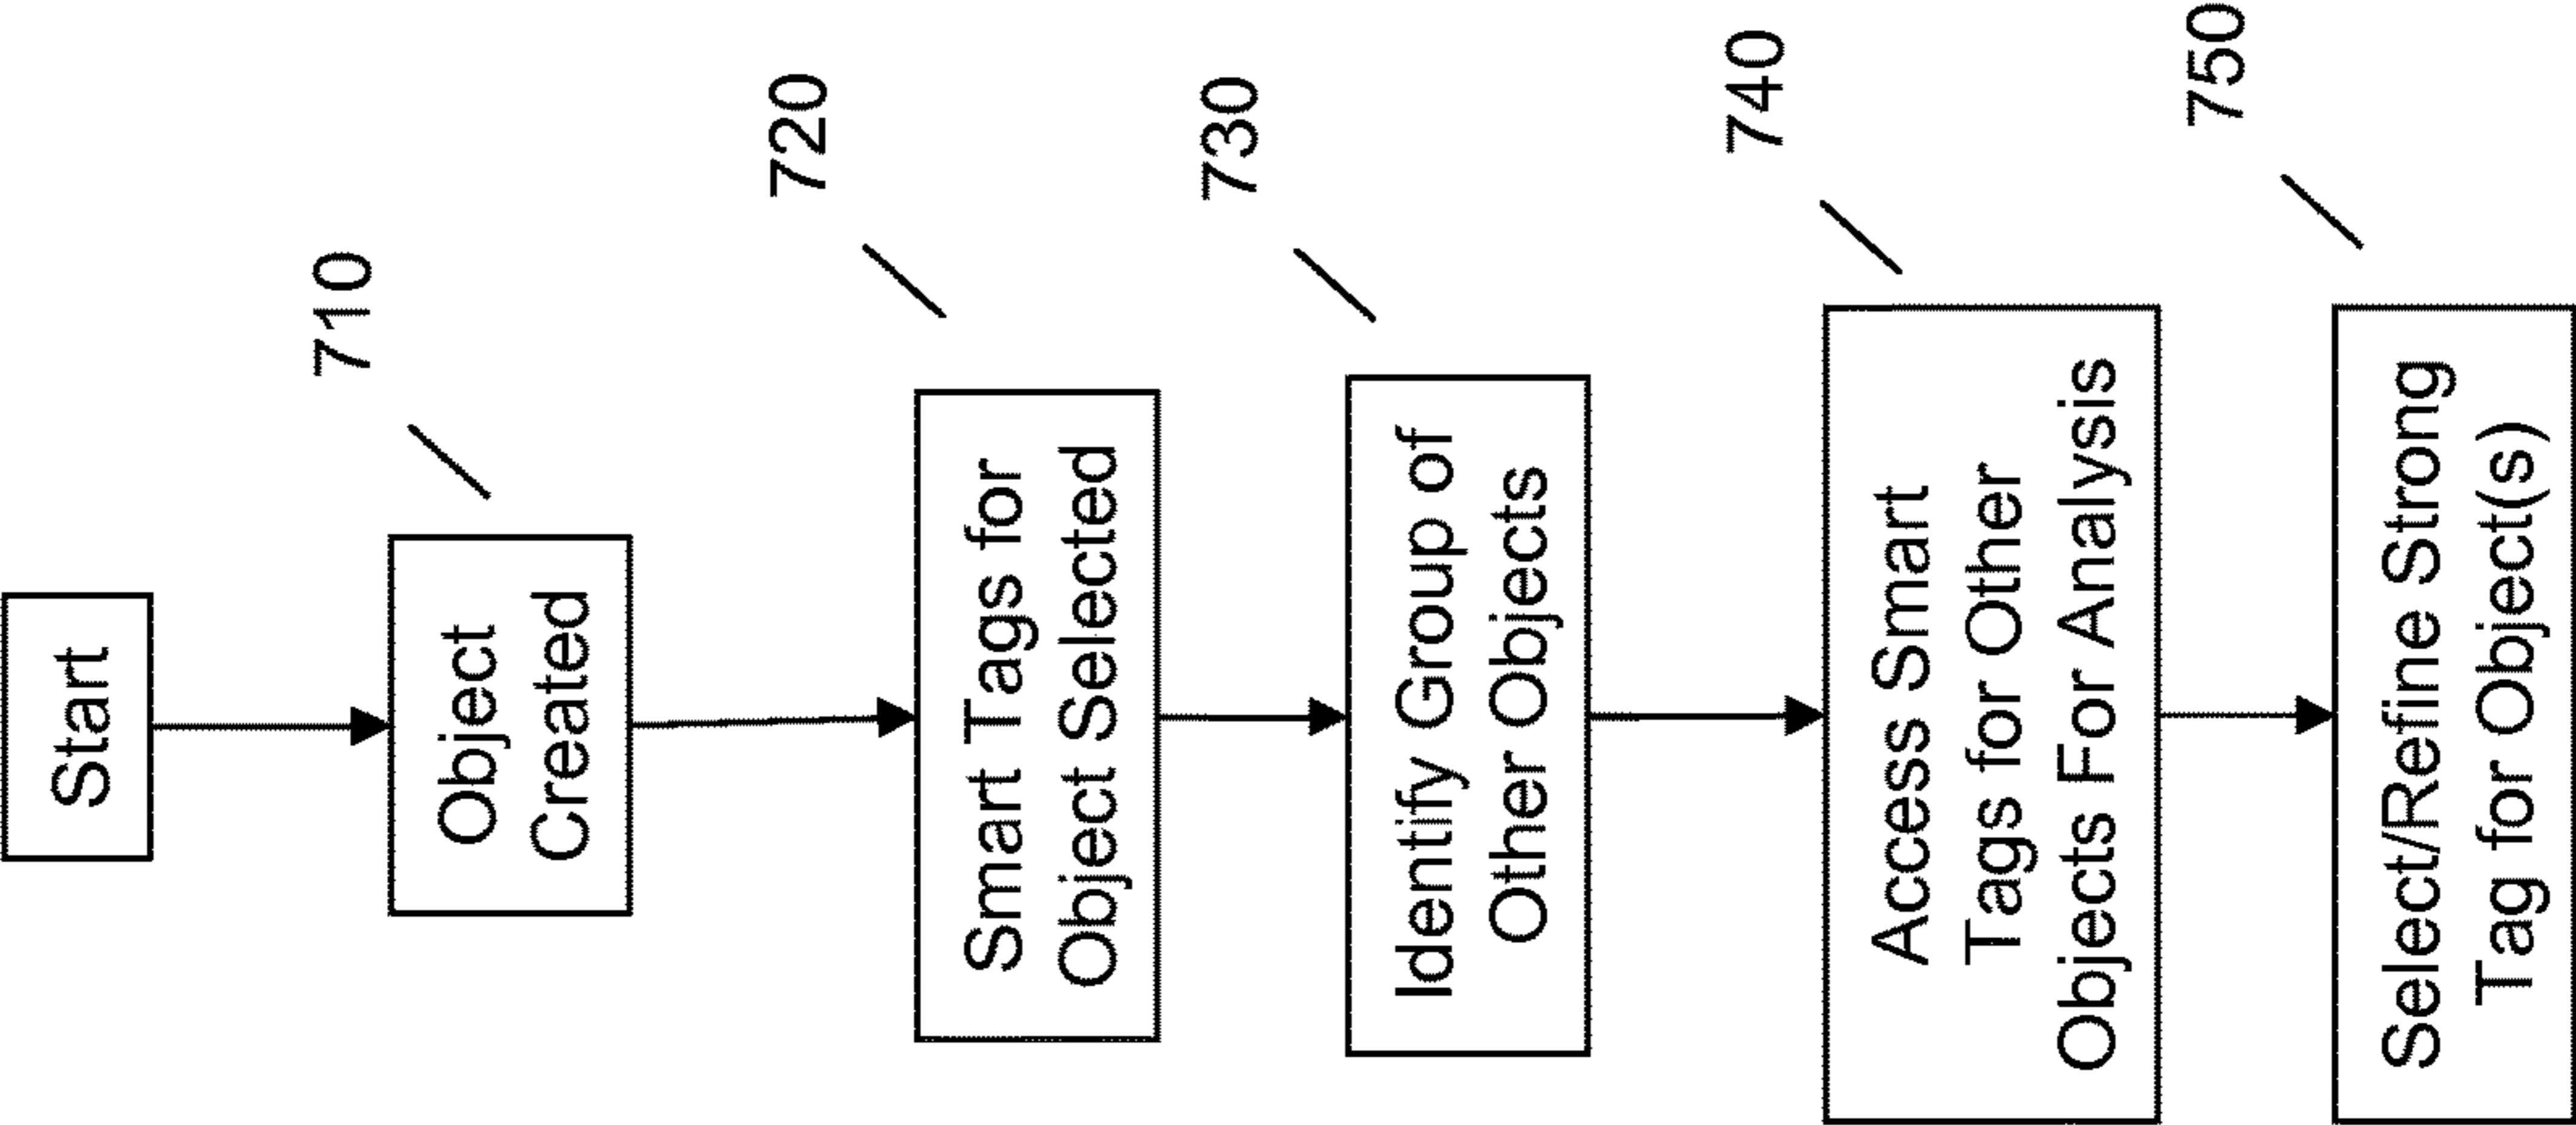 Start
710
Object
Created
720
Smart Tags for
Object Selected
730
Identify Group of
Other Objects
740
Access Smart
Tags for Other
Objects For Analysis
750
Select/Refine Strong
Tag for Object(s)